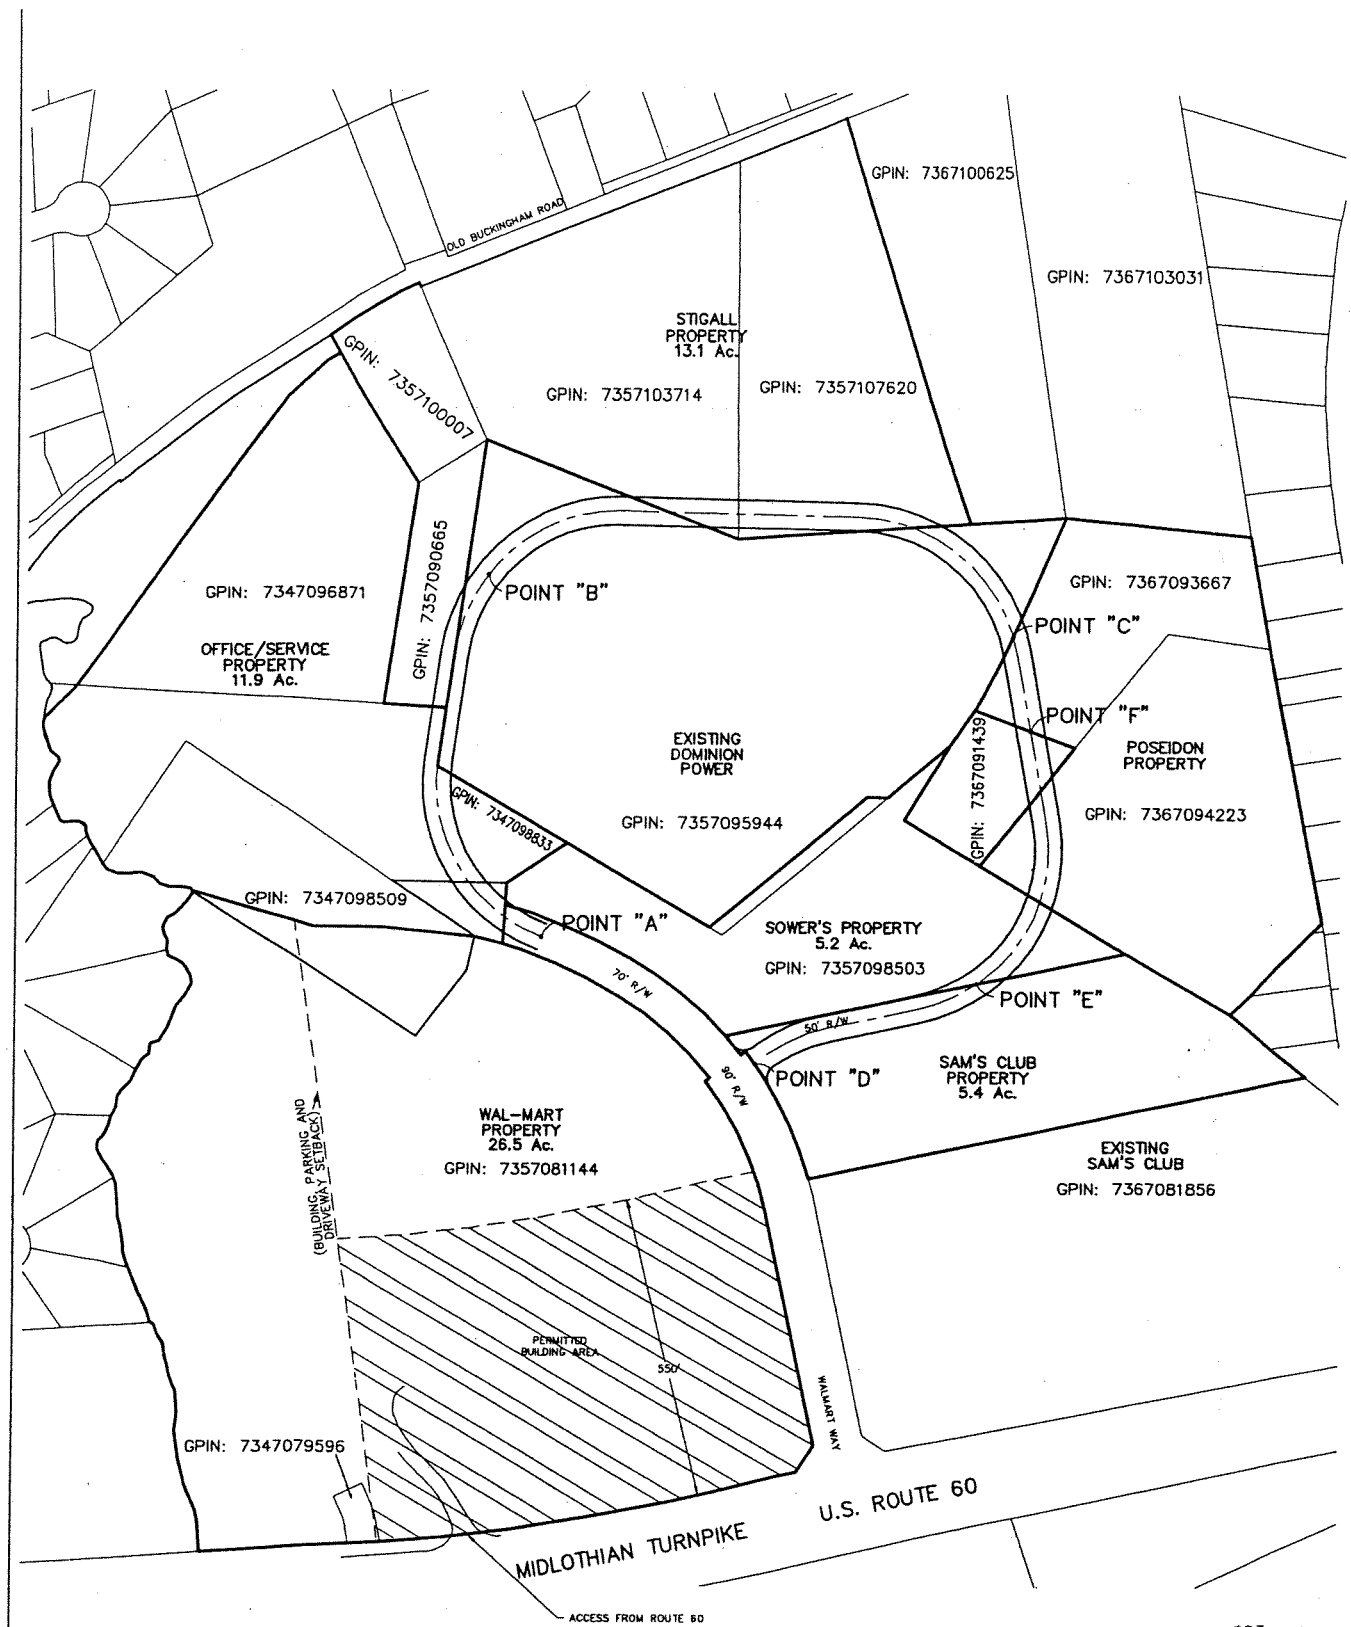 GPIN: 7367100625
OLD BUCKINGHAM ROAD
GPIN: 7367103031
STIGALL
PROPERTY
13.1 Ac.
GPIN: 7357100007
GPIN: 7357103714
GPIN: 7357107620
GPIN: 7357090665
GPIN: 7347096871
POINT "B"
GPIN: 7367093667
POINT "C"
OFFICE/SERVICE
PROPERTY
11.9 Ac.
POINT "F"
EXISTING
DOMINION
POWER
GPIN: 7367091439
POSEIDON
PROPERTY
GPIN: 7347098833
GPIN: 7357095944
GPIN: 7367094223
GPIN: 7347098509
POINT "A"
SOWER'S PROPERTY
5.2 Ac.
GPIN: 7357098503
70' R/W
POINT "E"
50' R/W
90' R/W
POINT "D"
SAM'S CLUB
PROPERTY
5.4 Ac.
WAL-MART
PROPERTY
26.5 Ac.
GPIN: 7357081144
(BUILDING, PARKING AND
DRIVEWAY SETBACK)
EXISTING
SAM'S CLUB
GPIN: 7367081856
PERMITTED
BUILDING AREA
550'
WALMART WAY
GPIN: 7347079596
U.S. ROUTE 60
MIDLOTHIAN TURNPIKE
ACCESS FROM ROUTE 60